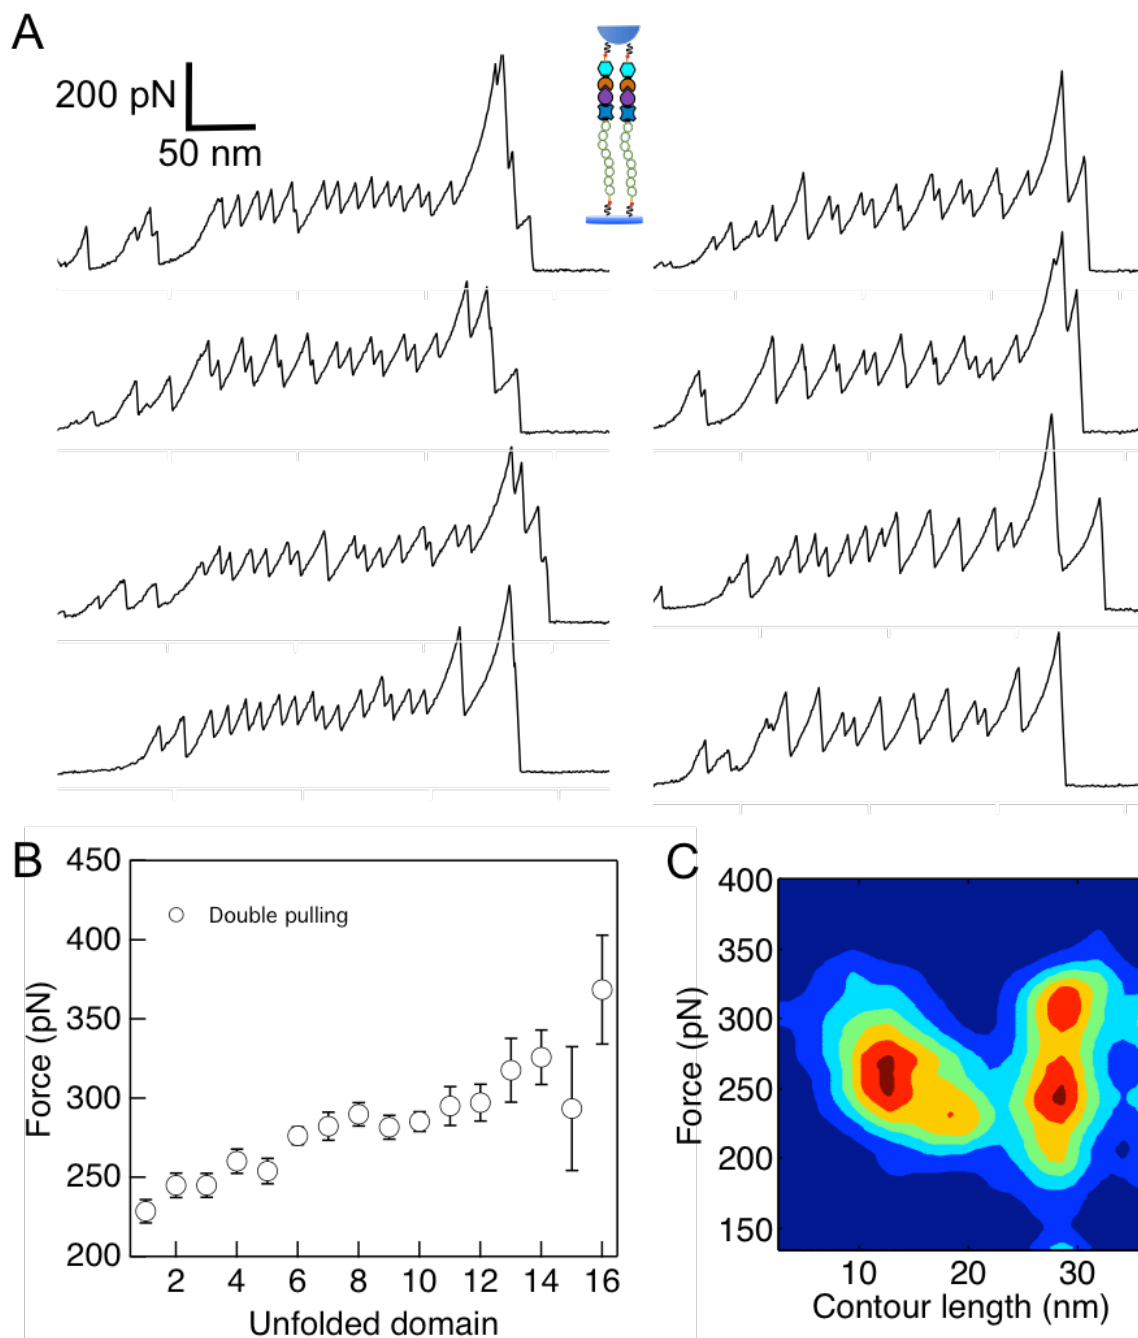 A
200 pN
50 nm
B
450
400
350
300
250
200
Force (pN)
Double pulling
2 4 6 8 10 12 14 16
Unfolded domain
C
400
350
300
250
200
150
Force (pN)
10 20 30
Contour length (nm)